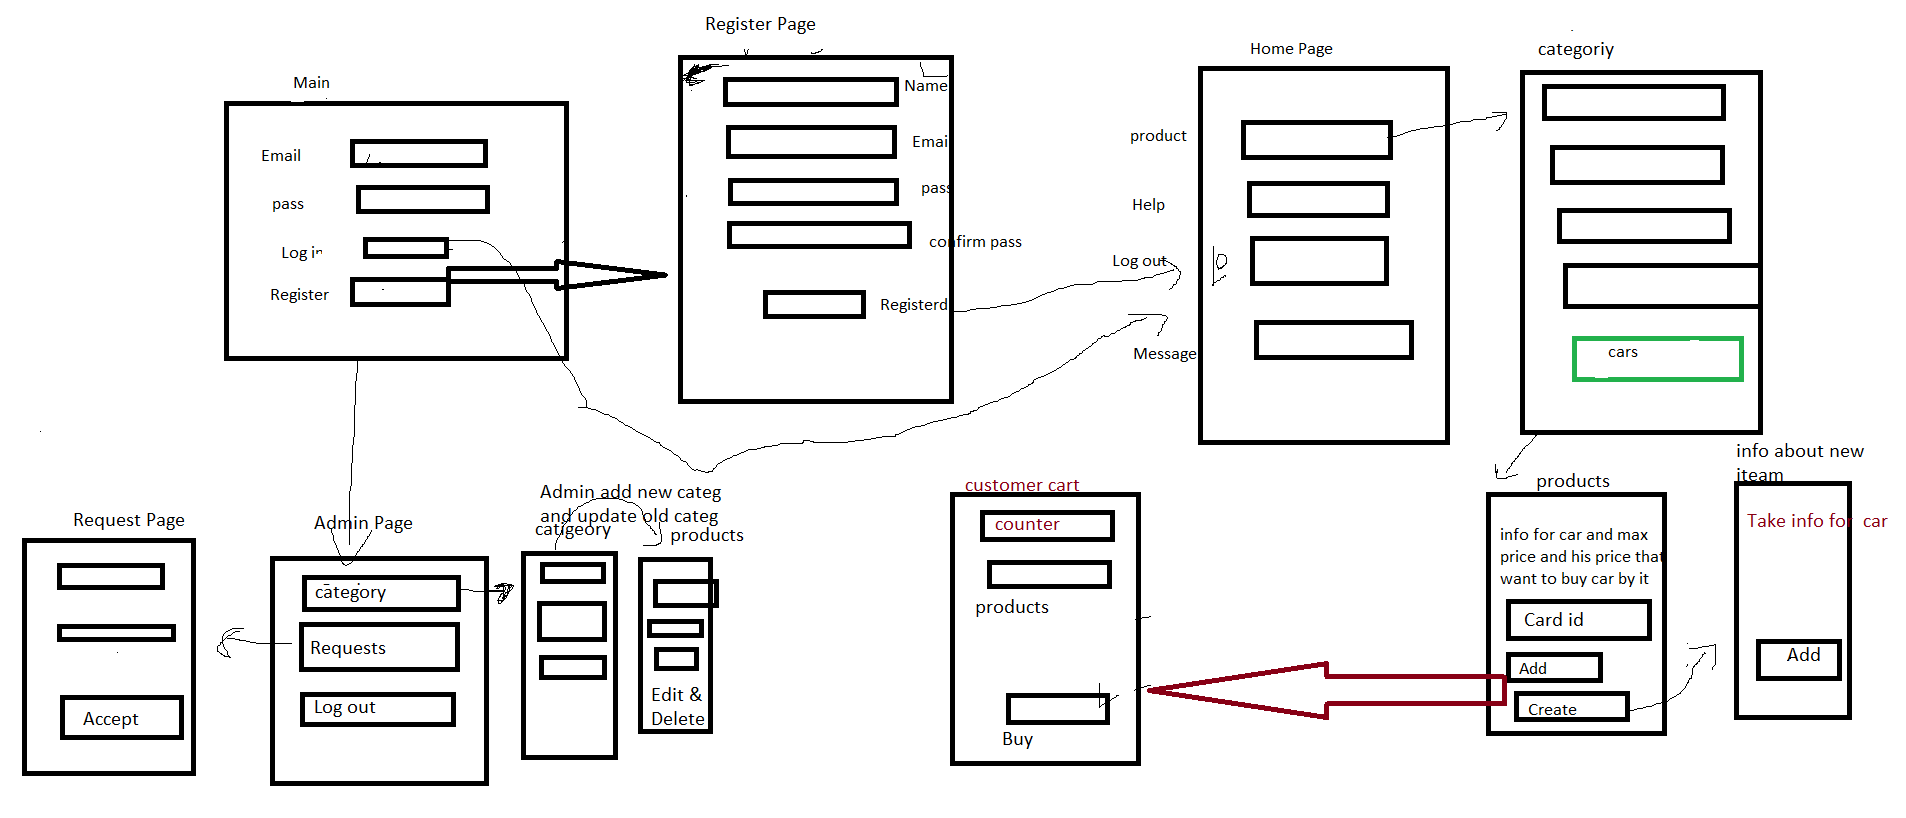 Register Page
Main
Home Page
categoriy
Name
Email
Emai
product
pass
pass
Help
Log in
confirm pass
Log out
Register
Registerd
Message
cars
info about new
iteam
Request Page
Admin Page
Admin add new categ
and update old categ
catigeory
products
customer cart
products
category
Requests
Log out
Accept
Edit &
Delete
counter
products
Buy
info for car and max
price and his price that
want to buy car by it
Card id
Add
Create
Take info for car
Add